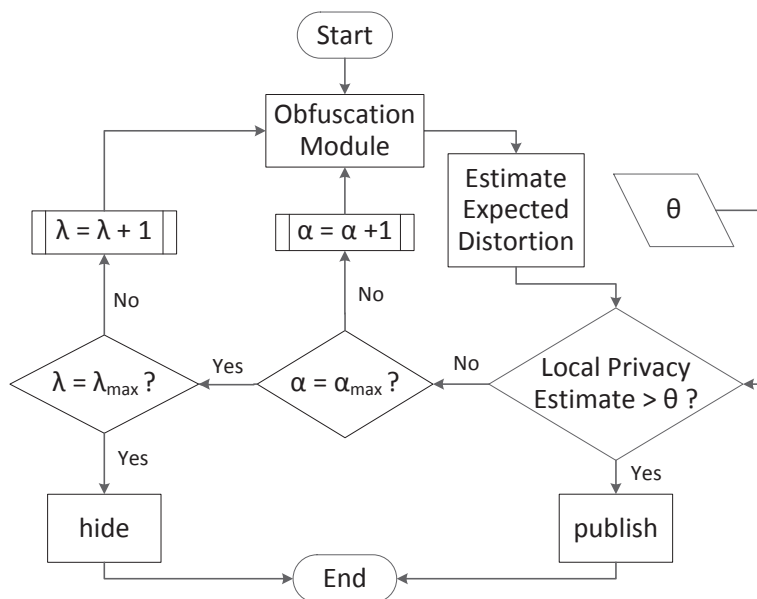 Start
Obfuscation
Module
Estimate
Expected
Distortion
θ
λ = λ + 1
α = α +1
No
No
λ = λmax ?
Yes
α = αmax ?
No
Local Privacy
Estimate > θ ?
Yes
Yes
hide
publish
End